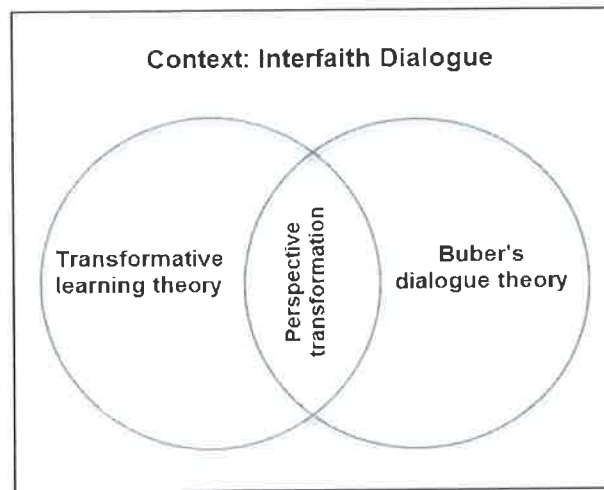 Context: Interfaith Dialogue
Transformative
learning theory
Perspective
transformation
Buber's
dialogue theory